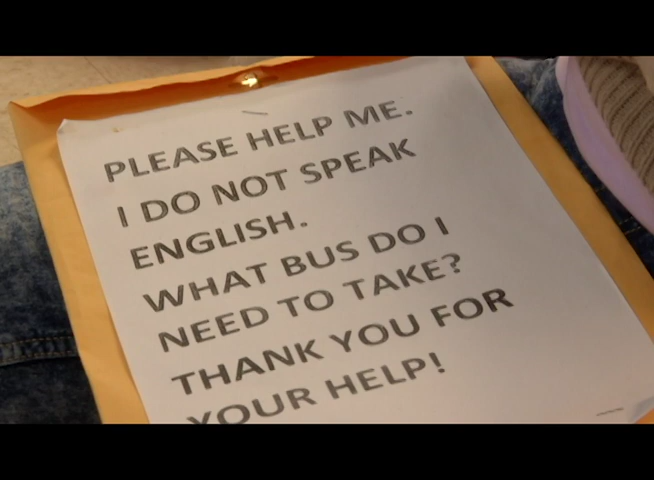 PLEASE HELP ME.
I DO NOT SPEAK
ENGLISH.
WHAT BUS DO I
NEED TO TAKE?
THANK YOU FOR
YOUR HELP!